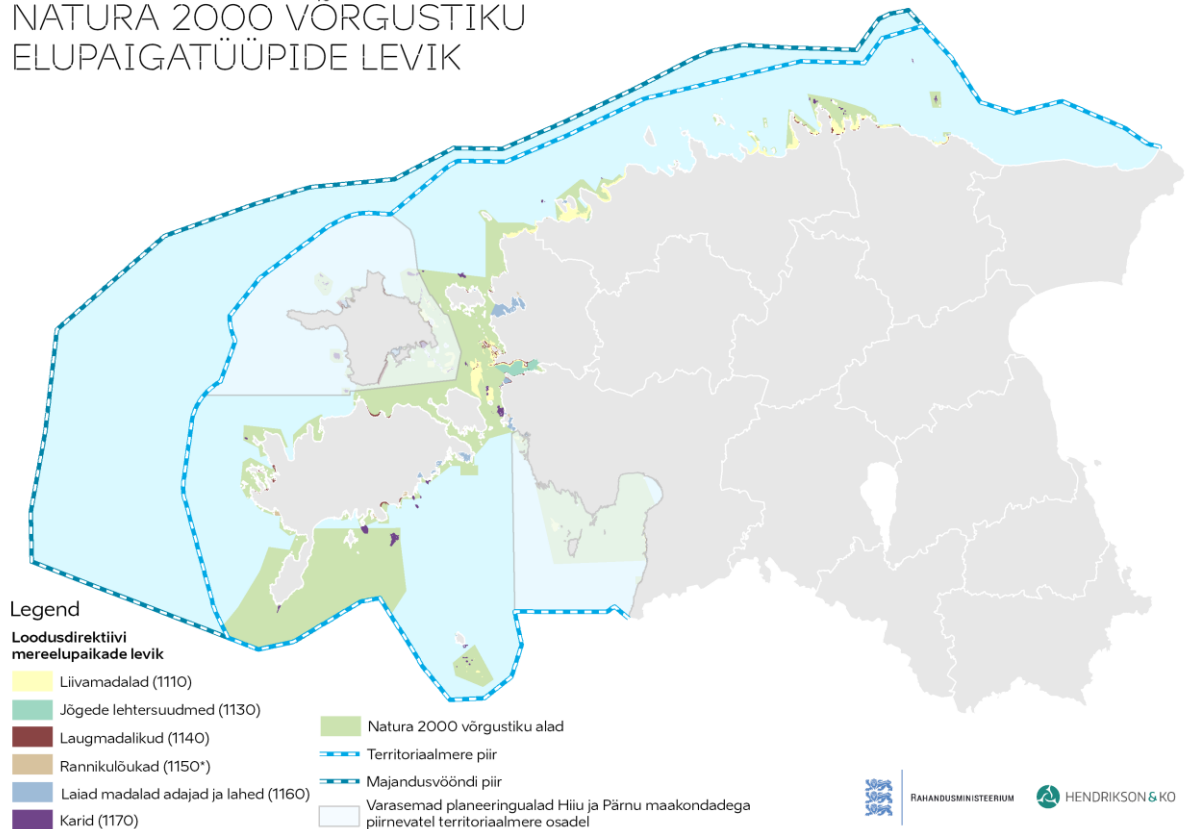 NATURA 2000 VÕRGUSTIKU
ELUPAIGATÜÜPIDE LEVIK
Legend
Loodusdirektiivi
mereelupaikade levik
Liivamadalad (1110)
Jõgede lehtersuudmed (1130)
Laugmadalikud (1140)
Rannikulõukad (1150*)
Laiad madalad adajad ja lahed (1160)
Karid (1170)
Natura 2000 võrgustiku alad
Territoriaalmere piir
Majandusvööndi piir
Varasemad planeeringualad Hiiu ja Pärnu maakondadega
piirnevatel territoriaalmere osadel
RAHANDUSMINISTEERIUM
HENDRIKSON & KO